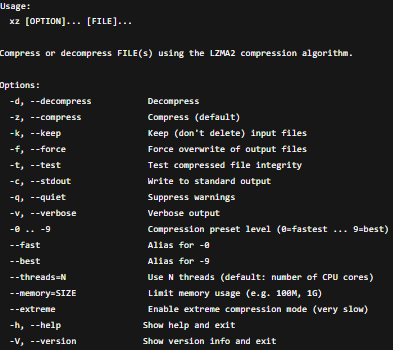 Usage:
  xz [OPTION]... [FILE]...

Compress or decompress FILE(s) using the LZMA2 compression algorithm.

Options:
  -d, --decompress          Decompress
  -z, --compress            Compress (default)
  -k, --keep                Keep (don't delete) input files
  -f, --force               Force overwrite of output files
  -t, --test                Test compressed file integrity
  -c, --stdout              Write to standard output
  -q, --quiet               Suppress warnings
  -v, --verbose             Verbose output
  -0 .. -9                  Compression preset level (0=fastest ... 9=best)
  --fast                    Alias for -0
  --best                    Alias for -9
  --threads=N               Use N threads (default: number of CPU cores)
  --memory=SIZE             Limit memory usage (e.g. 100M, 1G)
  --extreme                 Enable extreme compression mode (very slow)
  -h, --help               Show help and exit
  -V, --version            Show version info and exit